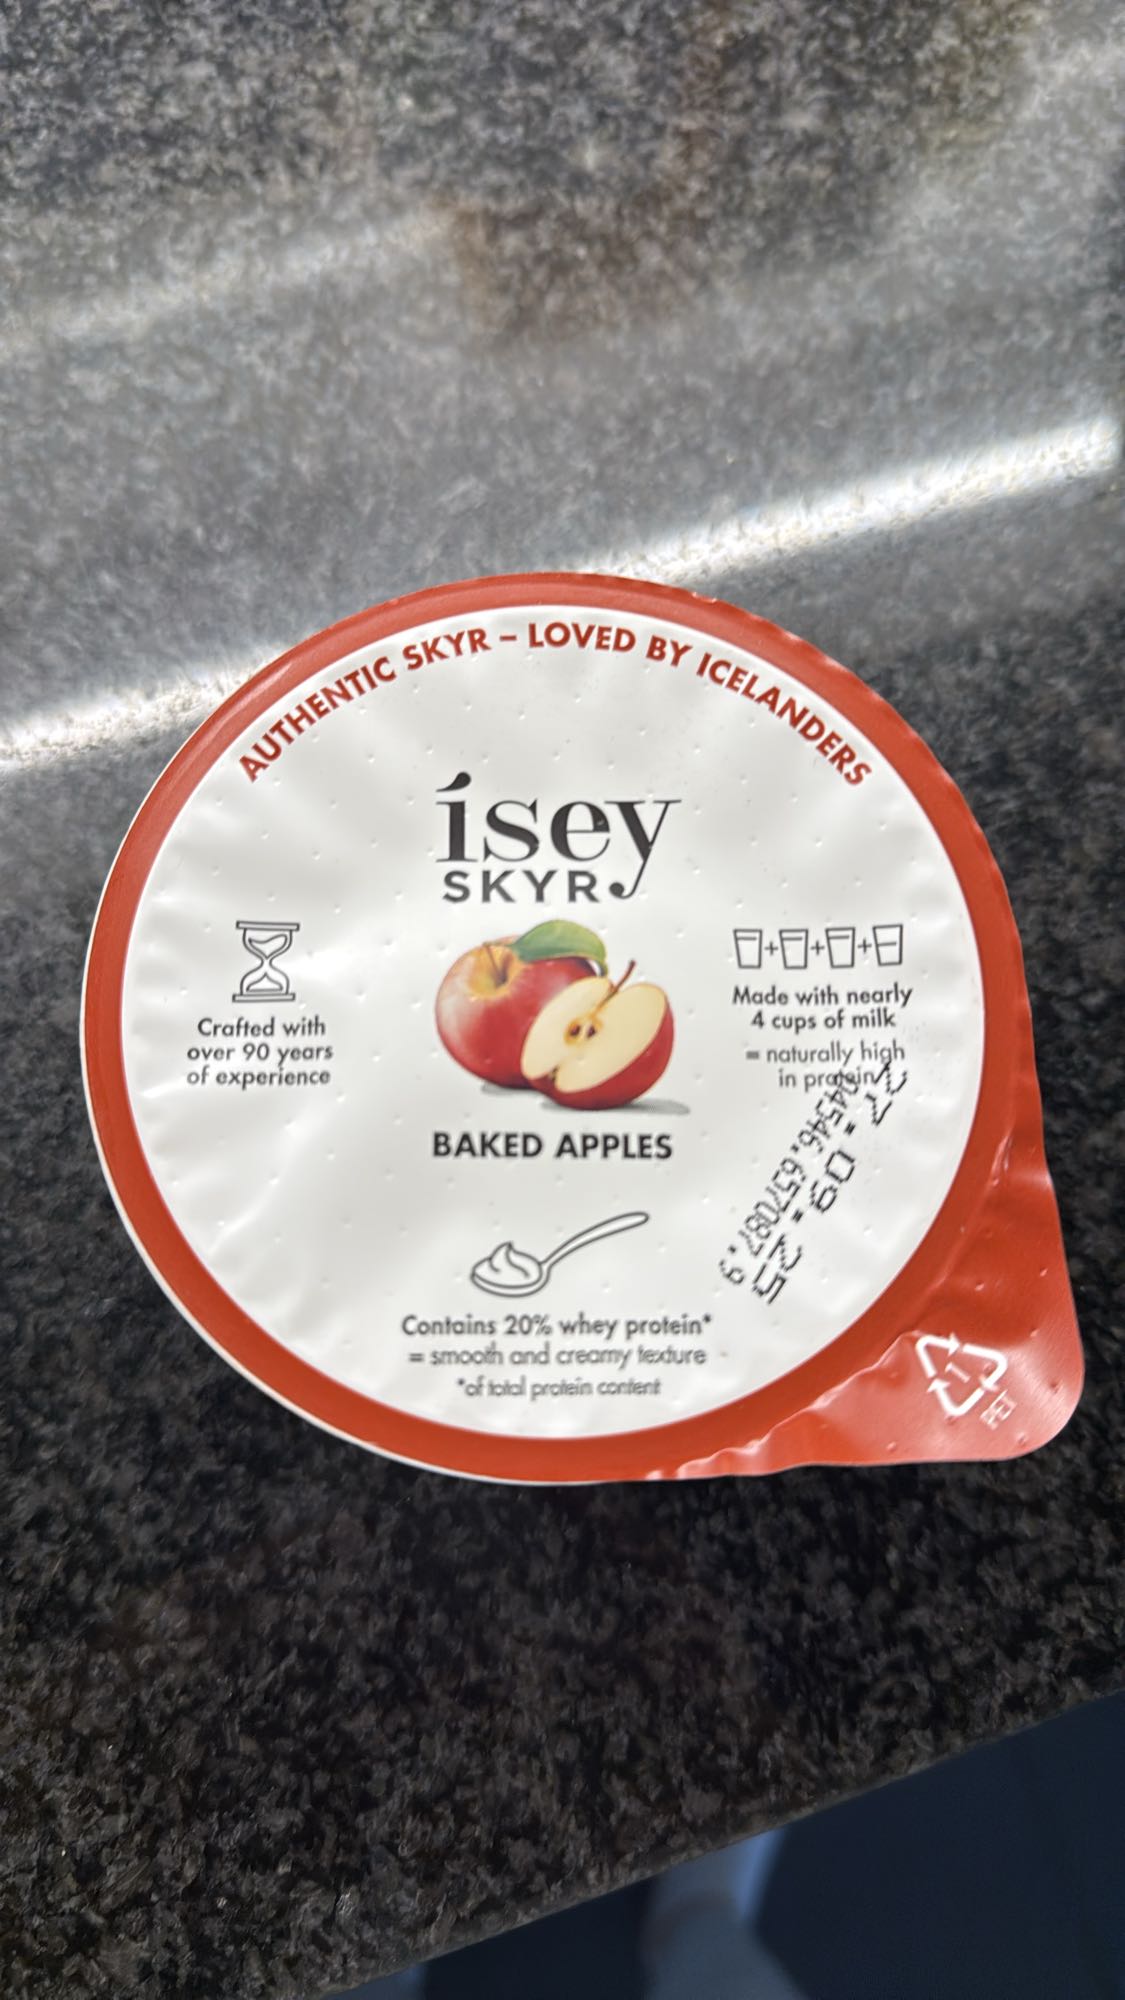 AUTHENTIC SKYR – LOVED BY ICELANDERS
ísey
SKYR
Crafted with
over 90 years
of experience
Made with nearly
4 cups of milk
= naturally high
in protein
BAKED APPLES
Contains 20% whey protein*
= smooth and creamy texture
*of total protein content
1
PET